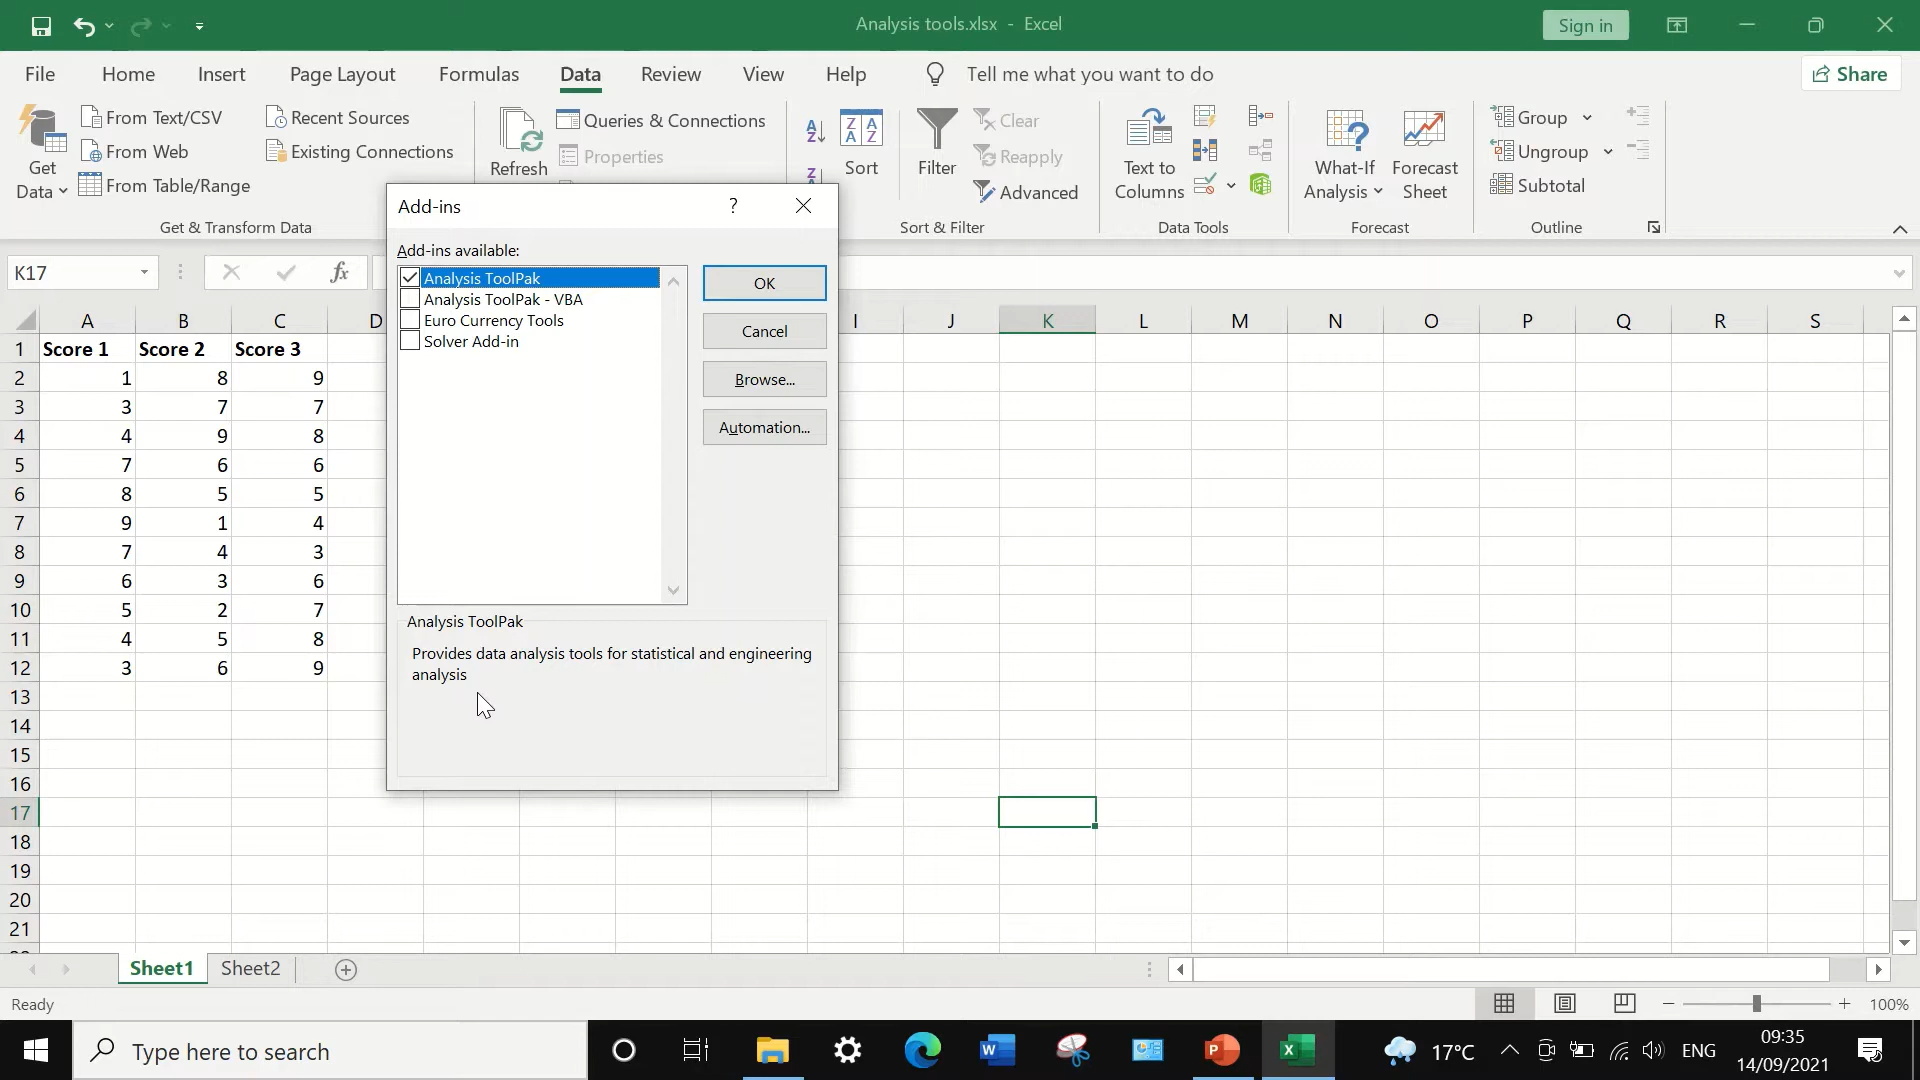 Analysis tools.xlsx - Excel
Sign in
File
Home
Insert
Page Layout
Formulas
Data
Review
View
Help
Tell me what you want to do
Share
Get
Data
From Text/CSV
From Web
From Table/Range
Recent Sources
Existing Connections
Get & Transform Data
Refresh
Queries & Connections
Properties
Sort
Filter
Clear
Reapply
Advanced
Sort & Filter
Text to
Columns
Data Tools
What-If
Analysis
Forecast
Sheet
Forecast
Group
Ungroup
Subtotal
Outline
K17
fx
Add-ins
?
Add-ins available:
Analysis ToolPak
Analysis ToolPak - VBA
Euro Currency Tools
Solver Add-in
OK
Cancel
Browse...
Automation...
Analysis ToolPak
Provides data analysis tools for statistical and engineering
analysis
A B C D I J K L M N O P Q R S
1 Score 1 Score 2 Score 3
2 1 8 9
3 3 7 7
4 4 9 8
5 7 6 6
6 8 5 5
7 9 1 4
8 7 4 3
9 6 3 6
10 5 2 7
11 4 5 8
12 3 6 9
13
14
15
16
17
18
19
20
21
Sheet1
Sheet2
Ready
100%
Type here to search
17°C
ENG
09:35
14/09/2021